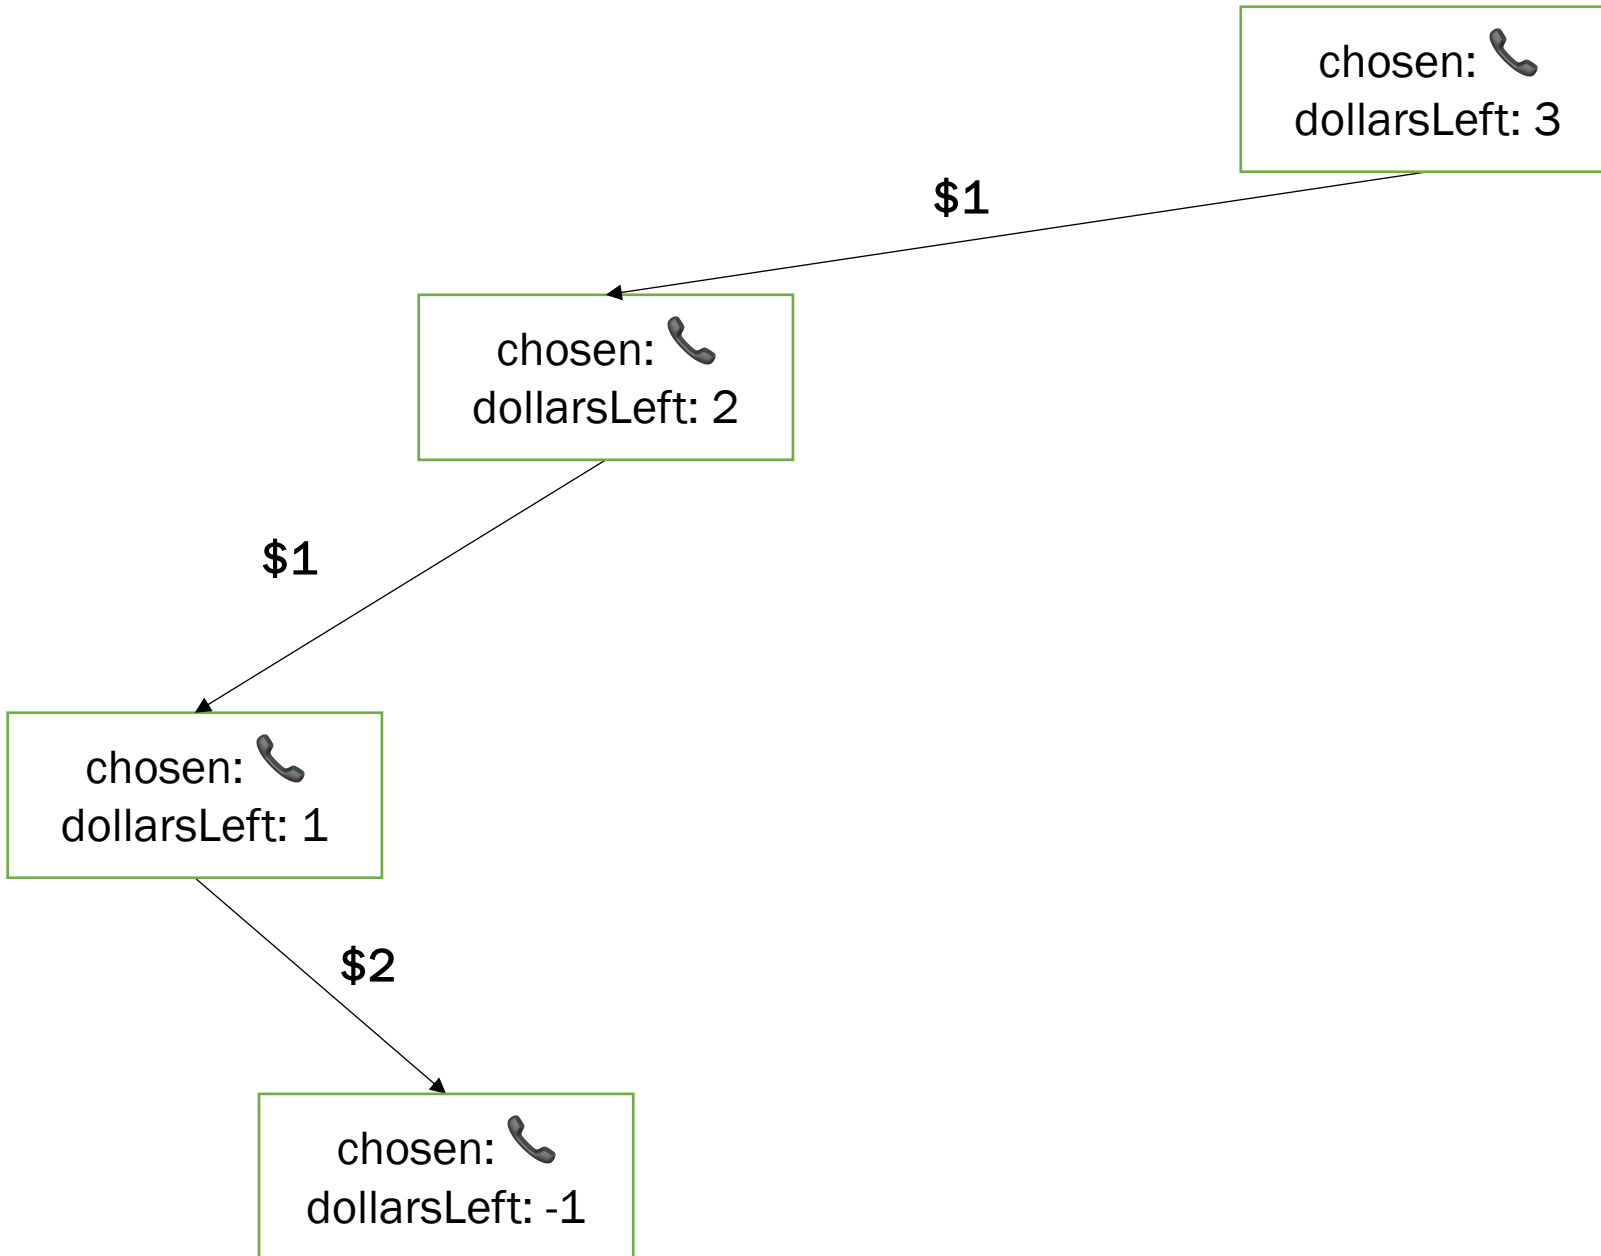 chosen: 📞
dollarsLeft: 3
$1
chosen: 📞
dollarsLeft: 2
$1
chosen: 📞
dollarsLeft: 1
$2
chosen: 📞
dollarsLeft: -1